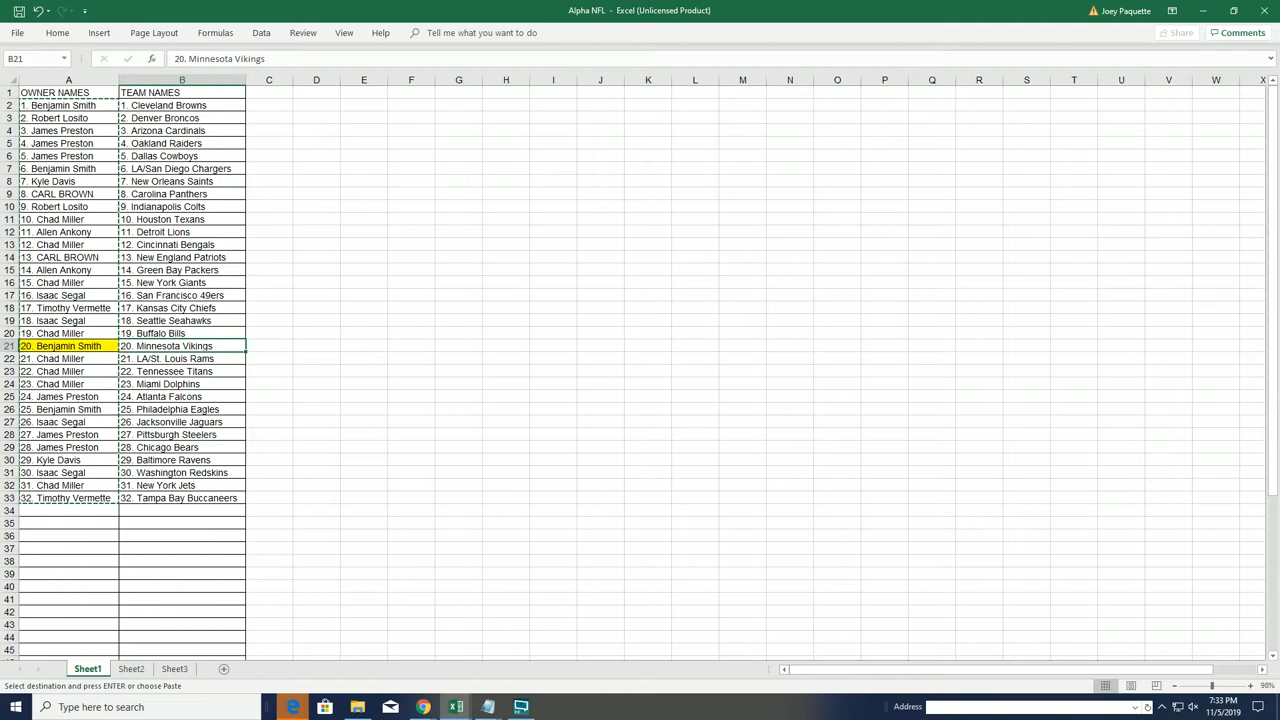 Alpha NFL - Excel (Unlicensed Product)
Joey Paquette
File Home Insert Page Layout Formulas Data Review View Help Tell me what you want to do Share Comments
B21 fx 20. Minnesota Vikings
A B C D E F G H I J K L M N O P Q R S T U V W X
1 OWNER NAMES TEAM NAMES
2 1. Benjamin Smith 1. Cleveland Browns
3 2. Robert Losito 2. Denver Broncos
4 3. James Preston 3. Arizona Cardinals
5 4. James Preston 4. Oakland Raiders
6 5. James Preston 5. Dallas Cowboys
7 6. Benjamin Smith 6. LA/San Diego Chargers
8 7. Kyle Davis 7. New Orleans Saints
9 8. CARL BROWN 8. Carolina Panthers
10 9. Robert Losito 9. Indianapolis Colts
11 10. Chad Miller 10. Houston Texans
12 11. Allen Ankony 11. Detroit Lions
13 12. Chad Miller 12. Cincinnati Bengals
14 13. CARL BROWN 13. New England Patriots
15 14. Allen Ankony 14. Green Bay Packers
16 15. Chad Miller 15. New York Giants
17 16. Isaac Segal 16. San Francisco 49ers
18 17. Timothy Vermette 17. Kansas City Chiefs
19 18. Isaac Segal 18. Seattle Seahawks
20 19. Chad Miller 19. Buffalo Bills
21 20. Benjamin Smith 20. Minnesota Vikings
22 21. Chad Miller 21. LA/St. Louis Rams
23 22. Chad Miller 22. Tennessee Titans
24 23. Chad Miller 23. Miami Dolphins
25 24. James Preston 24. Atlanta Falcons
26 25. Benjamin Smith 25. Philadelphia Eagles
27 26. Isaac Segal 26. Jacksonville Jaguars
28 27. James Preston 27. Pittsburgh Steelers
29 28. James Preston 28. Chicago Bears
30 29. Kyle Davis 29. Baltimore Ravens
31 30. Isaac Segal 30. Washington Redskins
32 31. Chad Miller 31. New York Jets
33 32. Timothy Vermette 32. Tampa Bay Buccaneers
34
35
36
37
38
39
40
41
42
43
44
45
Sheet1 Sheet2 Sheet3
Select destination and press ENTER or choose Paste 98%
Type here to search Address 7:33 PM
11/5/2019